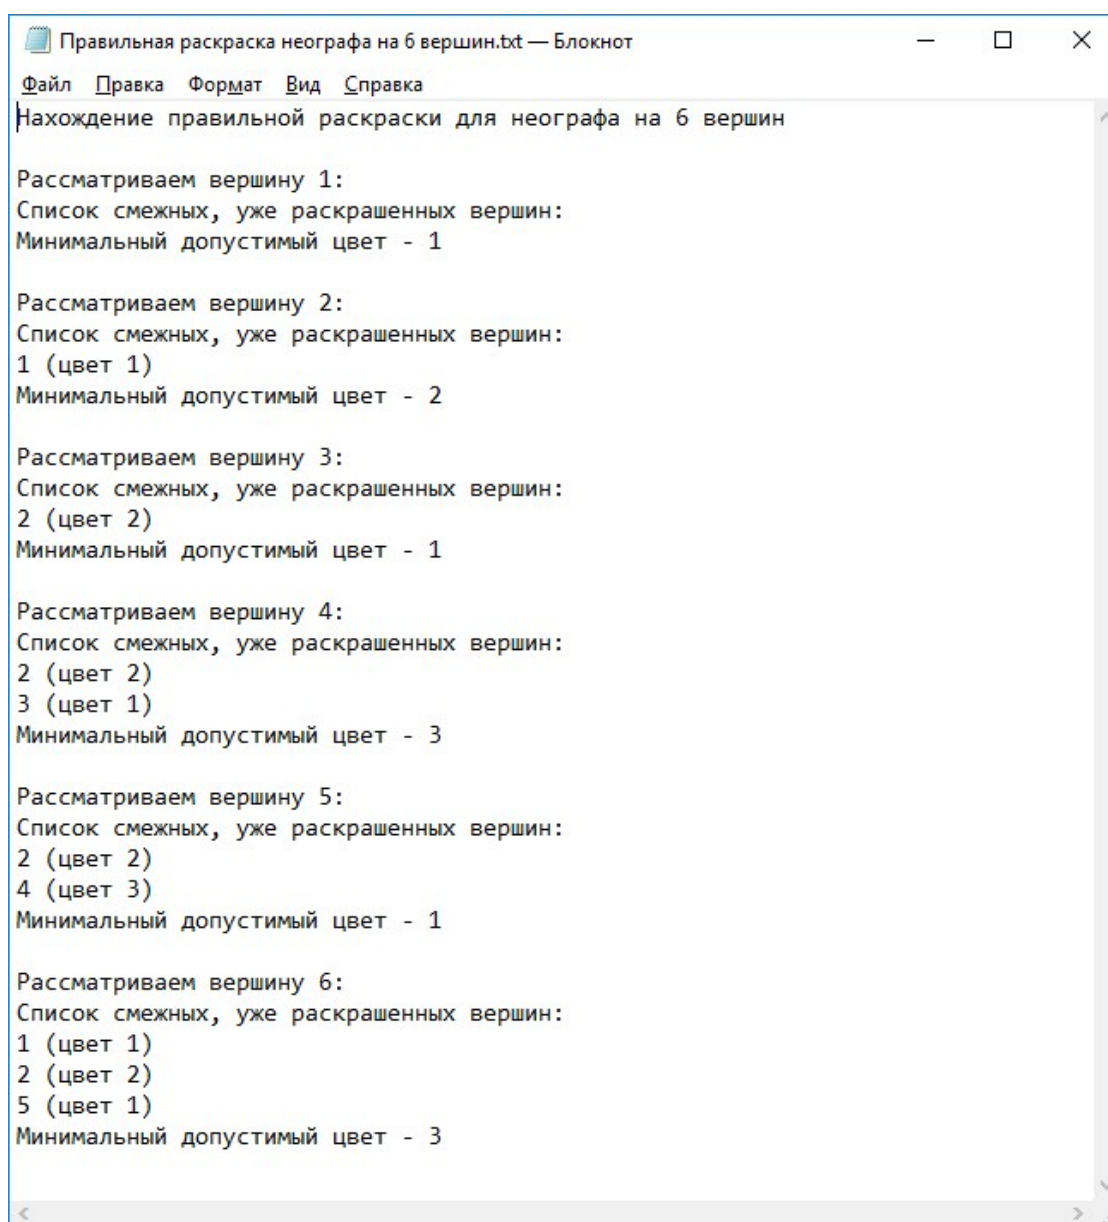 Правильная раскраска неографа на 6 вершин.txt — Блокнот
Файл Правка Формат Вид Справка
Нахождение правильной раскраски для неографа на 6 вершин
Рассматриваем вершину 1:
Список смежных, уже раскрашенных вершин:
Минимальный допустимый цвет - 1
Рассматриваем вершину 2:
Список смежных, уже раскрашенных вершин:
1 (цвет 1)
Минимальный допустимый цвет - 2
Рассматриваем вершину 3:
Список смежных, уже раскрашенных вершин:
2 (цвет 2)
Минимальный допустимый цвет - 1
Рассматриваем вершину 4:
Список смежных, уже раскрашенных вершин:
2 (цвет 2)
3 (цвет 1)
Минимальный допустимый цвет - 3
Рассматриваем вершину 5:
Список смежных, уже раскрашенных вершин:
2 (цвет 2)
4 (цвет 3)
Минимальный допустимый цвет - 1
Рассматриваем вершину 6:
Список смежных, уже раскрашенных вершин:
1 (цвет 1)
2 (цвет 2)
5 (цвет 1)
Минимальный допустимый цвет - 3